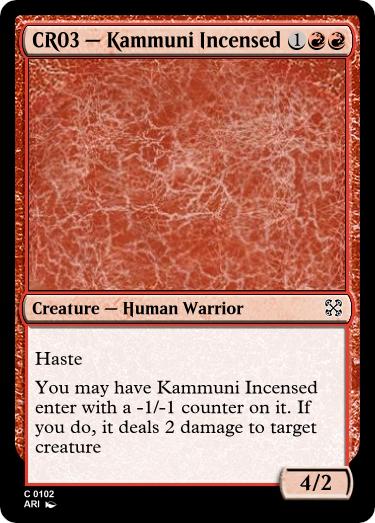 CR03 — Kammuni Incensed 1
Creature — Human Warrior
Haste
You may have Kammuni Incensed
enter with a -1/-1 counter on it. If
you do, it deals 2 damage to target
creature
4/2
C 0102
ARI